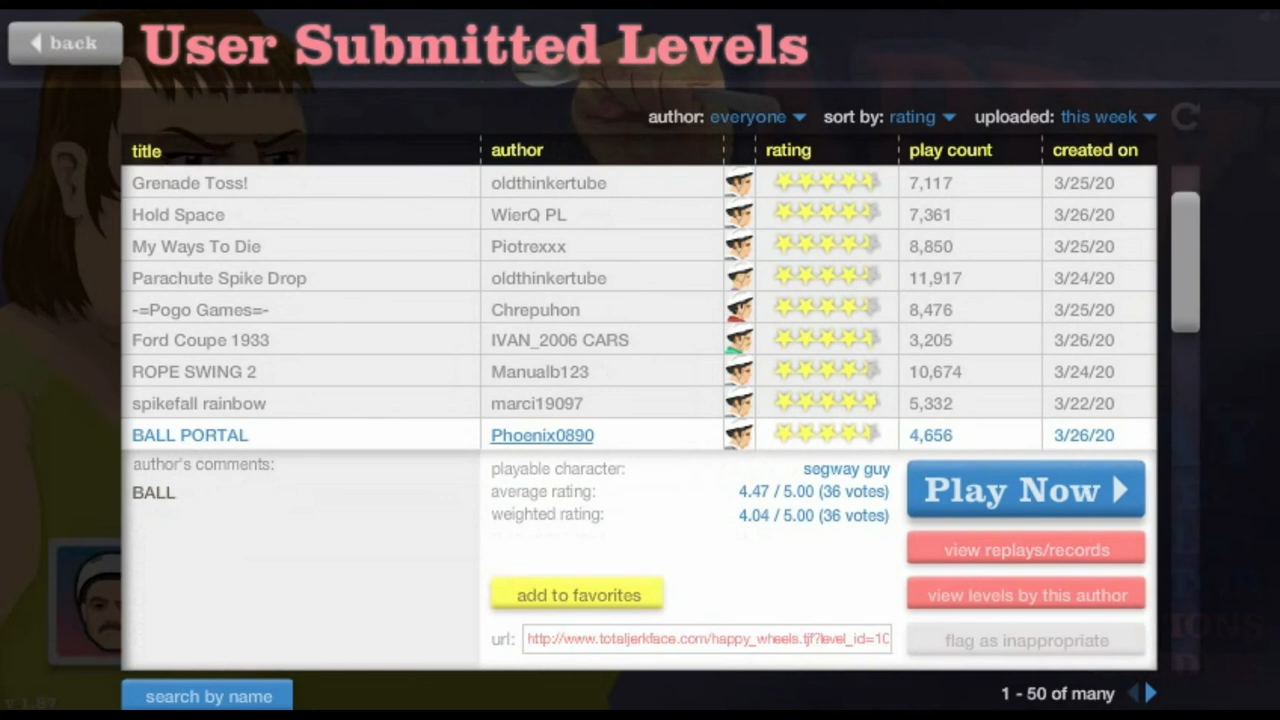 back
User Submitted Levels
author: everyone sort by: rating uploaded: this week
title author rating play count created on
Grenade Toss! oldthinkertube 7,117 3/25/20
Hold Space WierQ PL 7,361 3/26/20
My Ways To Die Piotrexxx 8,850 3/25/20
Parachute Spike Drop oldthinkertube 11,917 3/24/20
-=Pogo Games=- Chrepuhon 8,476 3/25/20
Ford Coupe 1933 IVAN_2006 CARS 3,205 3/26/20
ROPE SWING 2 Manualb123 10,674 3/24/20
spikefall rainbow marci19097 5,332 3/22/20
BALL PORTAL Phoenix0890 4,656 3/26/20
author's comments:
BALL
playable character: segway guy
average rating: 4.47 / 5.00 (36 votes)
weighted rating: 4.04 / 5.00 (36 votes)
add to favorites
url: http://www.totaljerkface.com/happy_wheels.tjf?level_id=10
Play Now
view replays/records
view levels by this author
flag as inappropriate
search by name
1 - 50 of many
v 1.87